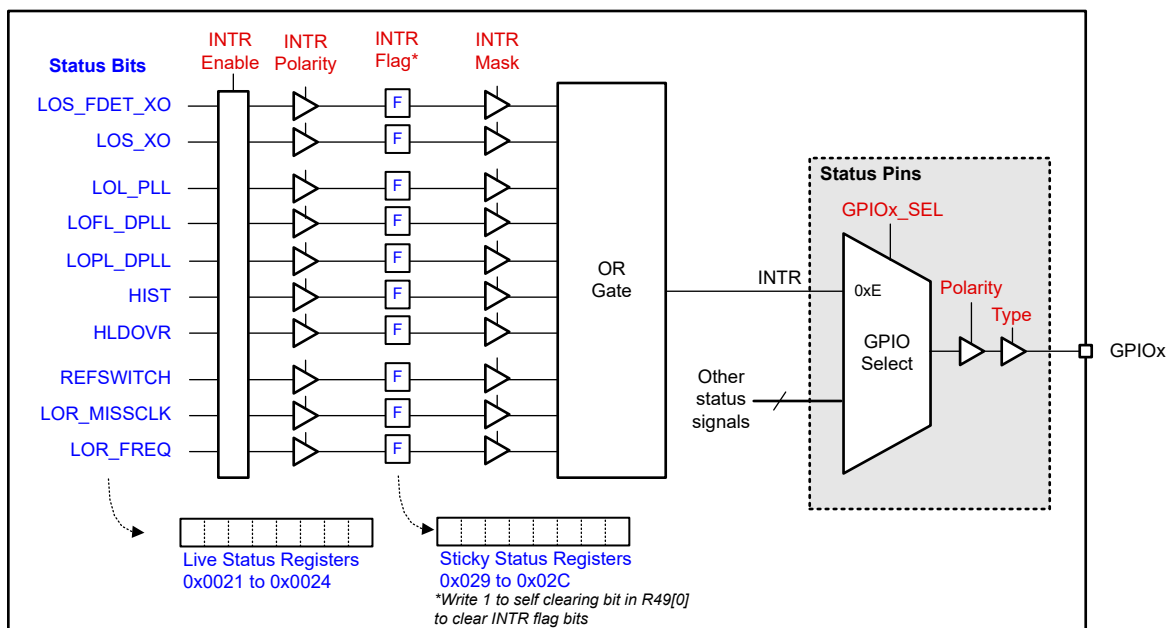 INTR
Enable
INTR
Polarity
INTR
Flag*
INTR
Mask
Status Bits
LOS_FDET_XO
F
LOS_XO
F
LOL_PLL
F
LOFL_DPLL
F
LOPL_DPLL
F
HIST
F
HLDOVR
F
REFSWITCH
F
LOR_MISSCLK
F
LOR_FREQ
F
OR
Gate
INTR
Status Pins
GPIOx_SEL
0xE
GPIO
Select
Polarity
Type
GPIOx
Other
status
signals
Live Status Registers
0x0021 to 0x0024
Sticky Status Registers
0x029 to 0x02C
*Write 1 to self clearing bit in R49[0]
to clear INTR flag bits